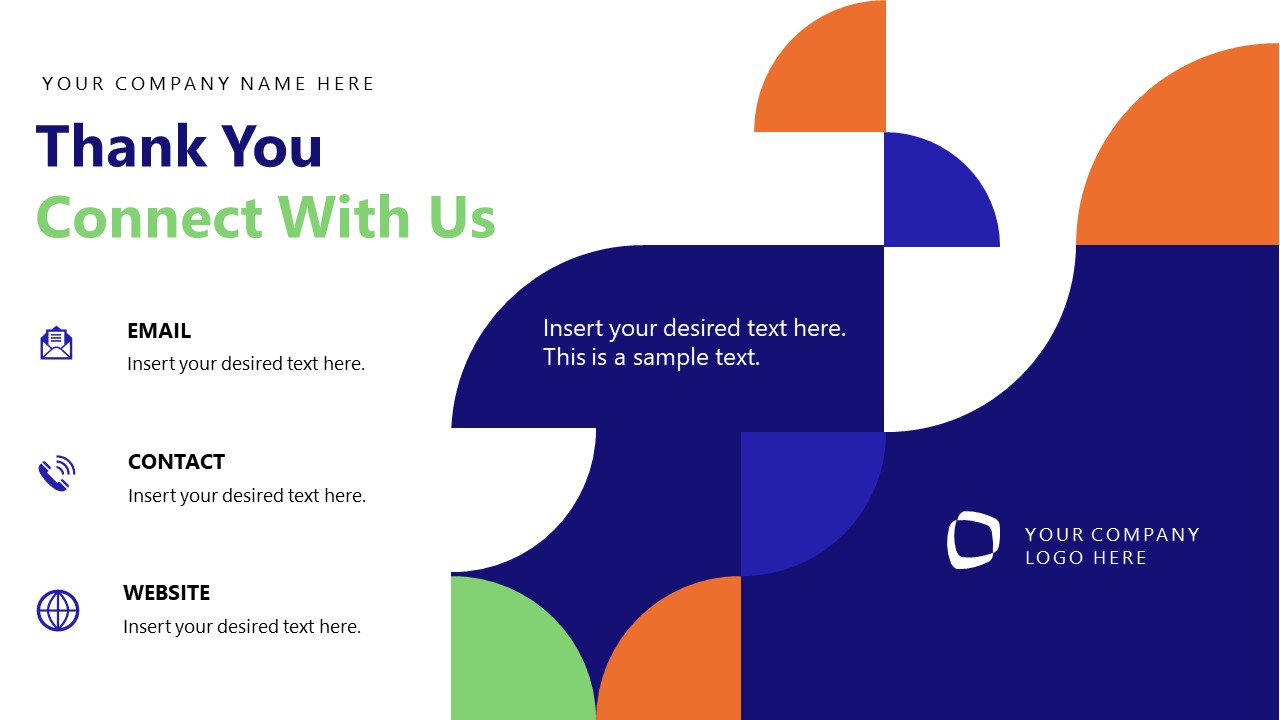 YOUR COMPANY NAME HERE
Thank You
Connect With Us
EMAIL
Insert your desired text here.
CONTACT
Insert your desired text here.
WEBSITE
Insert your desired text here.
Insert your desired text here.
This is a sample text.
YOUR COMPANY
LOGO HERE